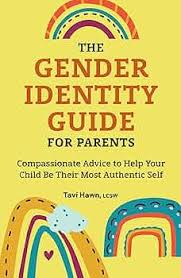 THE
GENDER
IDENTITY
GUIDE
FOR PARENTS
Compassionate Advice to Help Your
Child Be Their Most Authentic Self
Tavi Hawn, LCSW